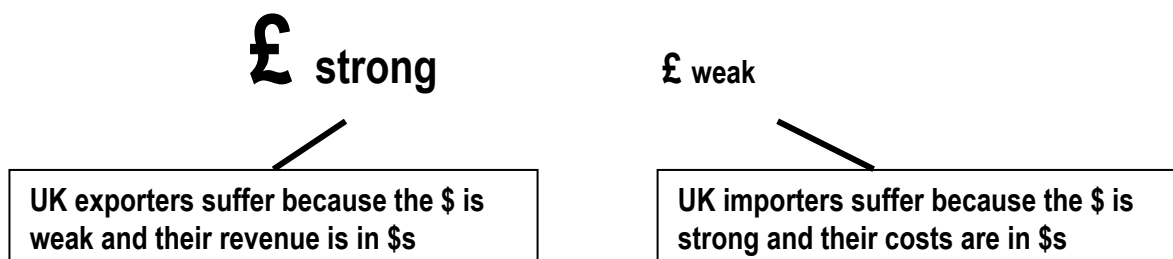 £ strong
£ weak
UK exporters suffer because the $ is
weak and their revenue is in $s
UK importers suffer because the $ is
strong and their costs are in $s